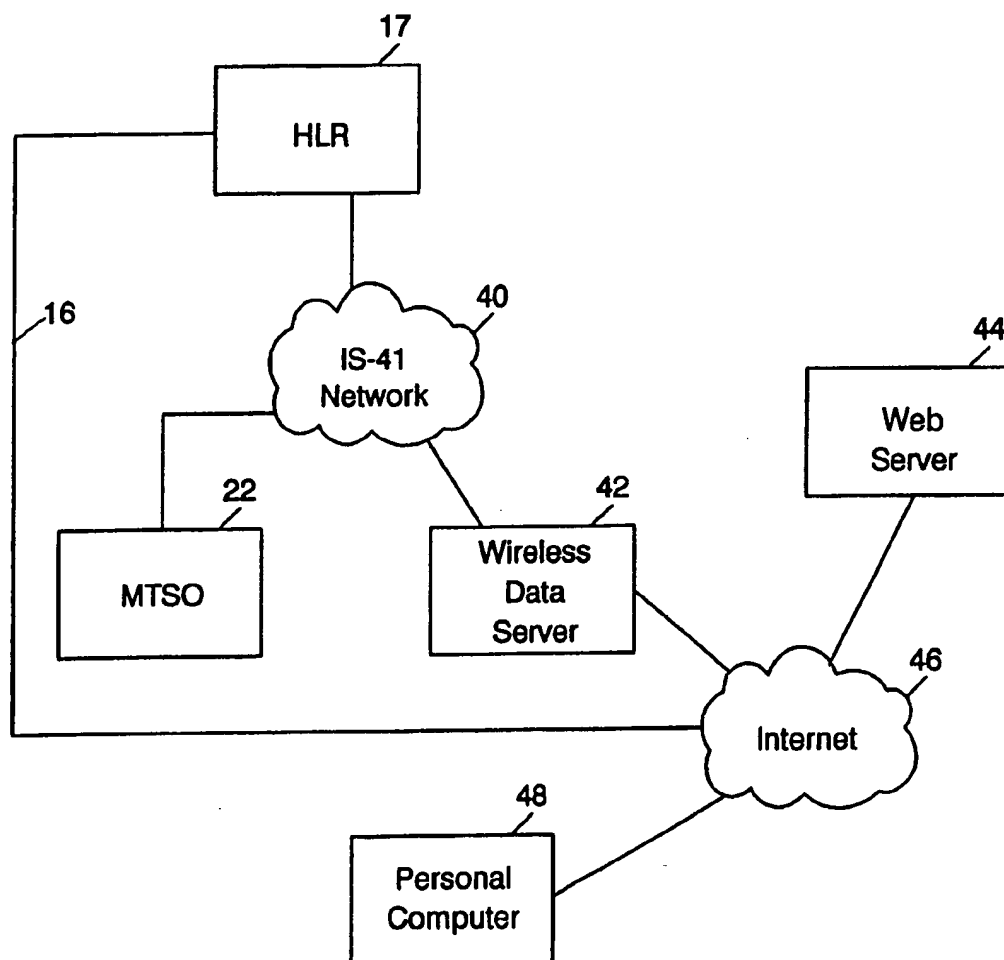 17
HLR
16
40
IS-41
Network
44
Web
Server
22
MTSO
42
Wireless
Data
Server
46
Internet
48
Personal
Computer